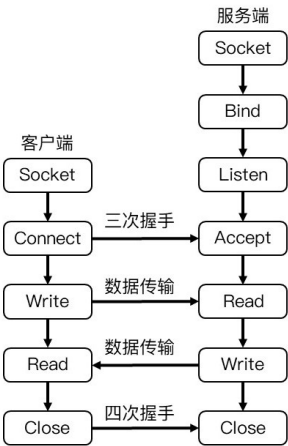 服务端
Socket
Bind
客户端
Socket
Listen
Connect
三次握手
Accept
Write
数据传输
Read
Read
数据传输
Write
Close
四次握手
Close